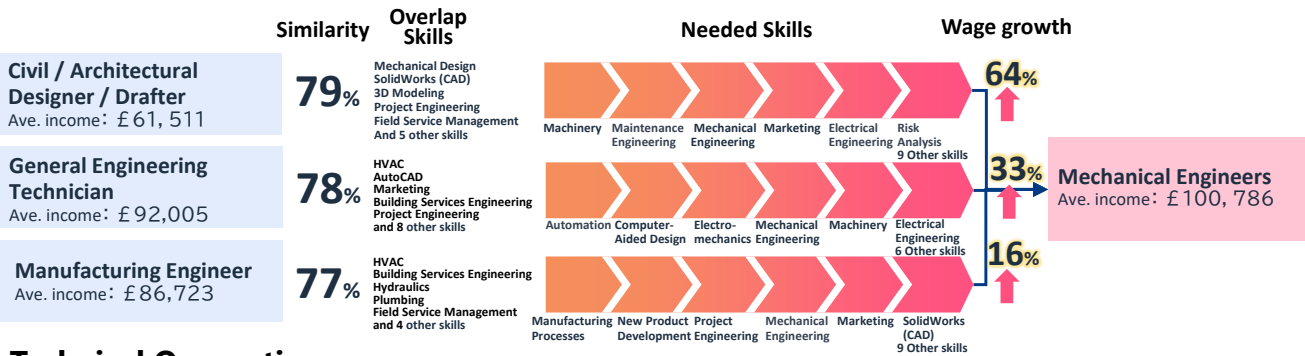 Similarity
Overlap
Skills
Needed Skills
Wage growth
Civil / Architectural
Designer / Drafter
Ave. income: £61,511
79%
Mechanical Design
SolidWorks (CAD)
3D Modeling
Project Engineering
Field Service Management
And 5 other skills
Machinery
Maintenance
Engineering
Mechanical
Engineering
Marketing
Electrical
Engineering
Risk
Analysis
9 Other skills
64%
General Engineering
Technician
Ave. income: £92,005
78%
HVAC
AutoCAD
Marketing
Building Services Engineering
Project Engineering
and 8 other skills
Automation
Computer-
Aided Design
Electro-
mechanics
Mechanical
Engineering
Machinery
Electrical
Engineering
6 Other skills
33%
Mechanical Engineers
Ave. income: £100,786
Manufacturing Engineer
Ave. income: £86,723
77%
HVAC
Building Services Engineering
Hydraulics
Plumbing
Field Service Management
and 4 other skills
Manufacturing
Processes
New Product
Development
Project
Engineering
Mechanical
Engineering
Marketing
SolidWorks
(CAD)
9 Other skills
16%